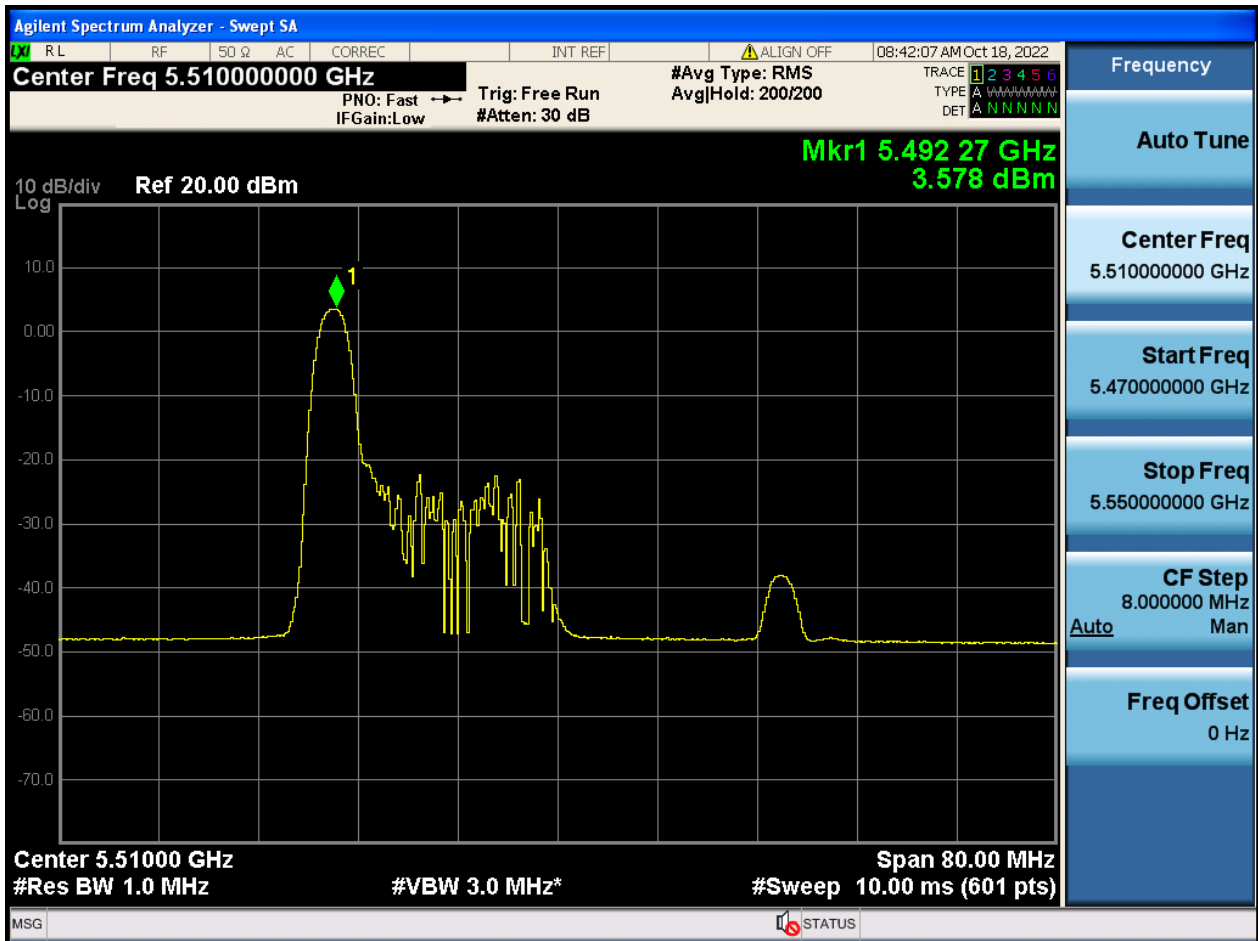 Agilent Spectrum Analyzer - Swept SA
LXI RL RF 50 Ω AC CORREC INT REF ALIGN OFF 08:42:07 AM Oct 18, 2022
Center Freq 5.510000000 GHz
PNO: Fast
IFGain:Low
Trig: Free Run
#Atten: 30 dB
#Avg Type: RMS
Avg|Hold: 200/200
TRACE 1 2 3 4 5 6
TYPE A WWWWW
DET A N N N N N
Mkr1 5.492 27 GHz
3.578 dBm
10 dB/div Ref 20.00 dBm
Log
1
10.0
0.00
-10.0
-20.0
-30.0
-40.0
-50.0
-60.0
-70.0
Center 5.51000 GHz Span 80.00 MHz
#Res BW 1.0 MHz #VBW 3.0 MHz* #Sweep 10.00 ms (601 pts)
MSG STATUS
Frequency
Auto Tune
Center Freq
5.510000000 GHz
Start Freq
5.470000000 GHz
Stop Freq
5.550000000 GHz
CF Step
8.000000 MHz
Auto Man
Freq Offset
0 Hz